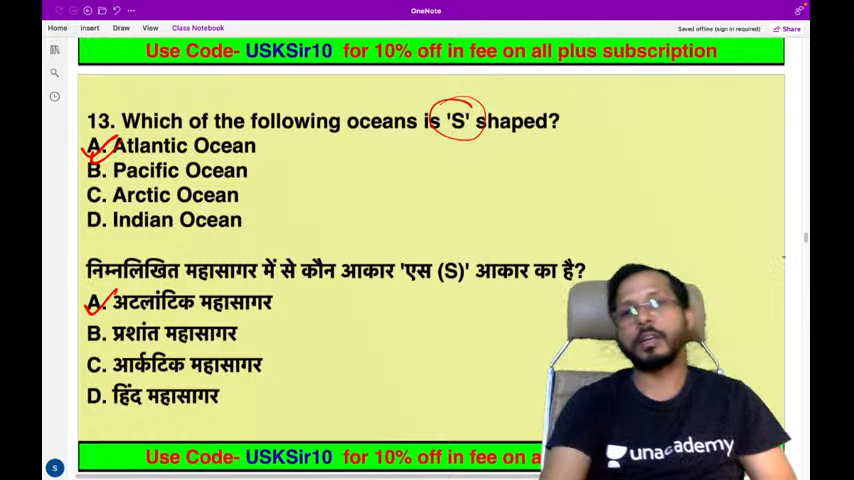 OneNote
Home Insert Draw View Class Notebook
Saved offline (sign in required) Share
Use Code- USKSir10 for 10% off in fee on all plus subscription
13. Which of the following oceans is 'S' shaped?
A. Atlantic Ocean
B. Pacific Ocean
C. Arctic Ocean
D. Indian Ocean
निम्नलिखित महासागर में से कौन आकार 'एस (S)' आकार का है?
A. अटलांटिक महासागर
B. प्रशांत महासागर
C. आर्कटिक महासागर
D. हिंद महासागर
unacademy
Use Code- USKSir10 for 10% off in fee on a
S